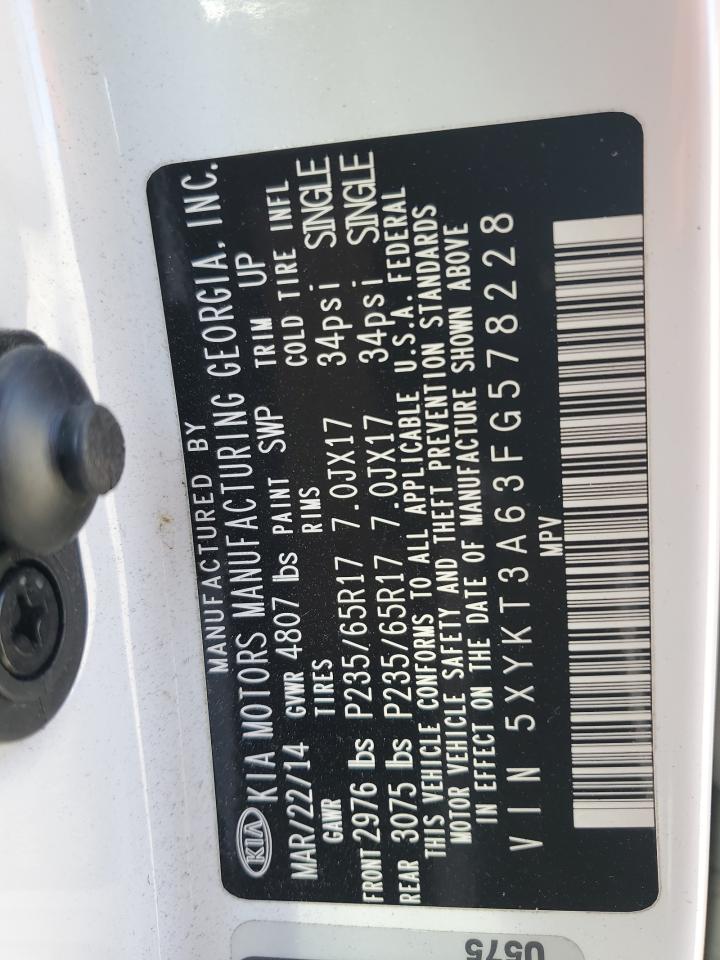 MANUFACTURED BY
KIA KIA MOTORS MANUFACTURING GEORGIA, INC.
MAR/22/14 GVWR 4807 lbs PAINT SWP TRIM UP
GAWR TIRES RIMS COLD TIRE INFL
FRONT 2976 lbs P235/65R17 7.0JX17 34psi SINGLE
REAR 3075 lbs P235/65R17 7.0JX17 34psi SINGLE
THIS VEHICLE CONFORMS TO ALL APPLICABLE U.S.A. FEDERAL
MOTOR VEHICLE SAFETY AND THEFT PREVENTION STANDARDS
IN EFFECT ON THE DATE OF MANUFACTURE SHOWN ABOVE
VIN 5XYKT3A63FG578228
MPV
0575